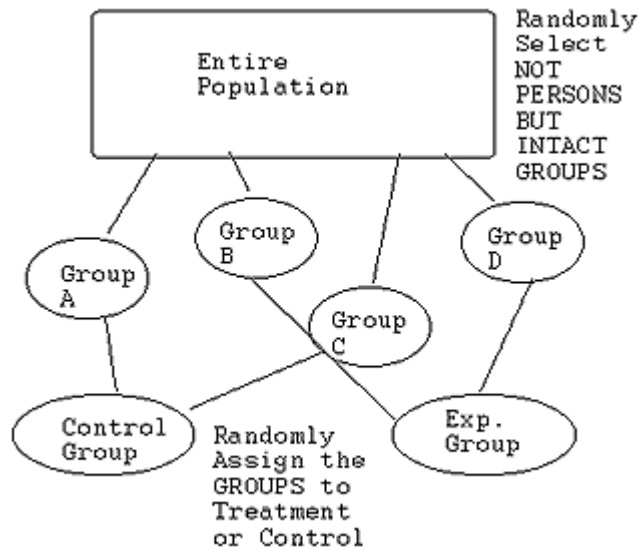 Entire
Population
Randomly
Select
NOT
PERSONS
BUT
INTACT
GROUPS
Group
A
Group
B
Group
C
Group
D
Control
Group
Randomly
Assign the
GROUPS to
Treatment
or Control
Exp.
Group